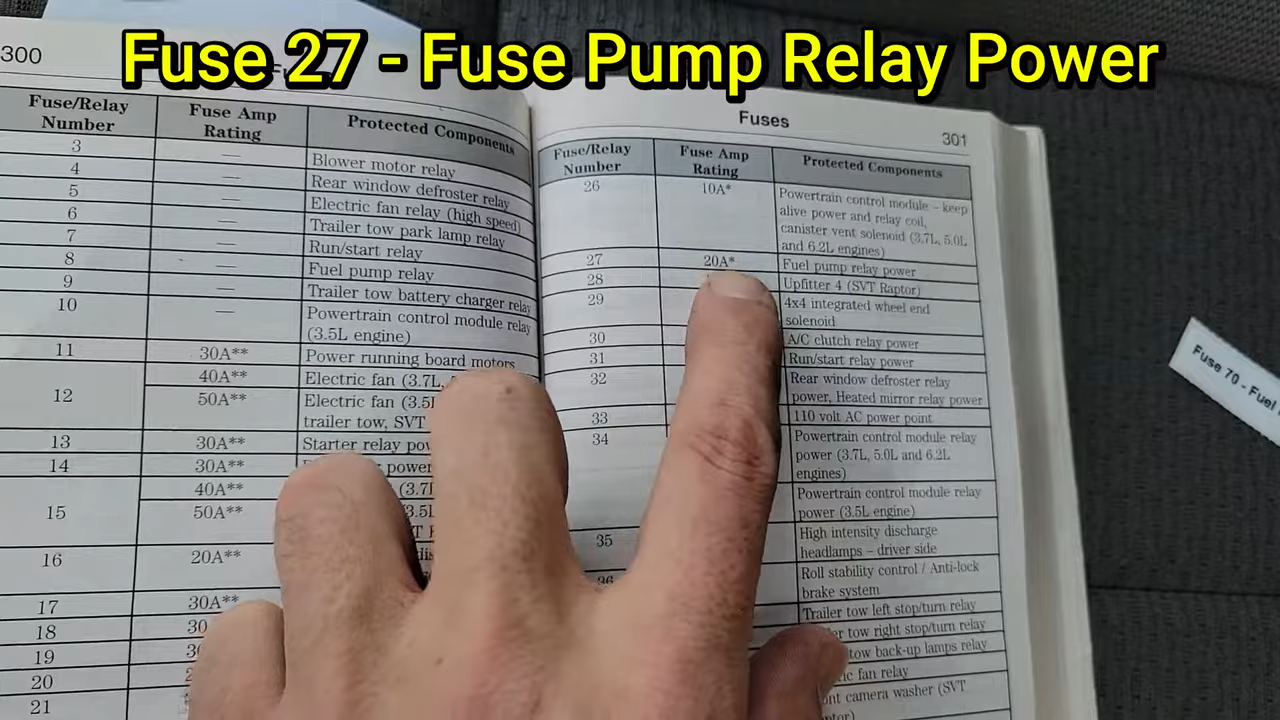 Fuse 27 - Fuse Pump Relay Power
300
Fuse/Relay Number
Fuse Amp Rating
Protected Components
3 — Blower motor relay
4 — Rear window defroster relay
5 — Electric fan relay (high speed)
6 — Trailer tow park lamp relay
7 — Run/start relay
8 — Fuel pump relay
9 — Trailer tow battery charger relay
10 — Powertrain control module relay
(3.5L engine)
11 30A** Power running board motors
12 40A** Electric fan (3.7L,
50A** Electric fan
trailer tow, SVT
13 30A** Starter relay
14 30A** power
15 40A**
50A**
16 20A**
17 30A**
18
19
20
21
Fuses
301
Fuse/Relay Number
Fuse Amp Rating
Protected Components
26 10A* Powertrain control module – keep
alive power and relay coil,
canister vent solenoid (3.7L, 5.0L
and 6.2L engines)
27 20A* Fuel pump relay power
28 Upfitter 4 (SVT Raptor)
29 4x4 integrated wheel end
solenoid
30 A/C clutch relay power
31 Run/start relay power
32 Rear window defroster relay
power, Heated mirror relay power
33 110 volt AC power point
34 Powertrain control module relay
power (3.7L, 5.0L and 6.2L
engines)
Powertrain control module relay
power (3.5L engine)
35 High intensity discharge
headlamps – driver side
36 Roll stability control / Anti-lock
brake system
Trailer tow left stop/turn relay
tow right stop/turn relay
tow back-up lamps relay
fan relay
camera washer (SVT
Fuse 70 - Fuel